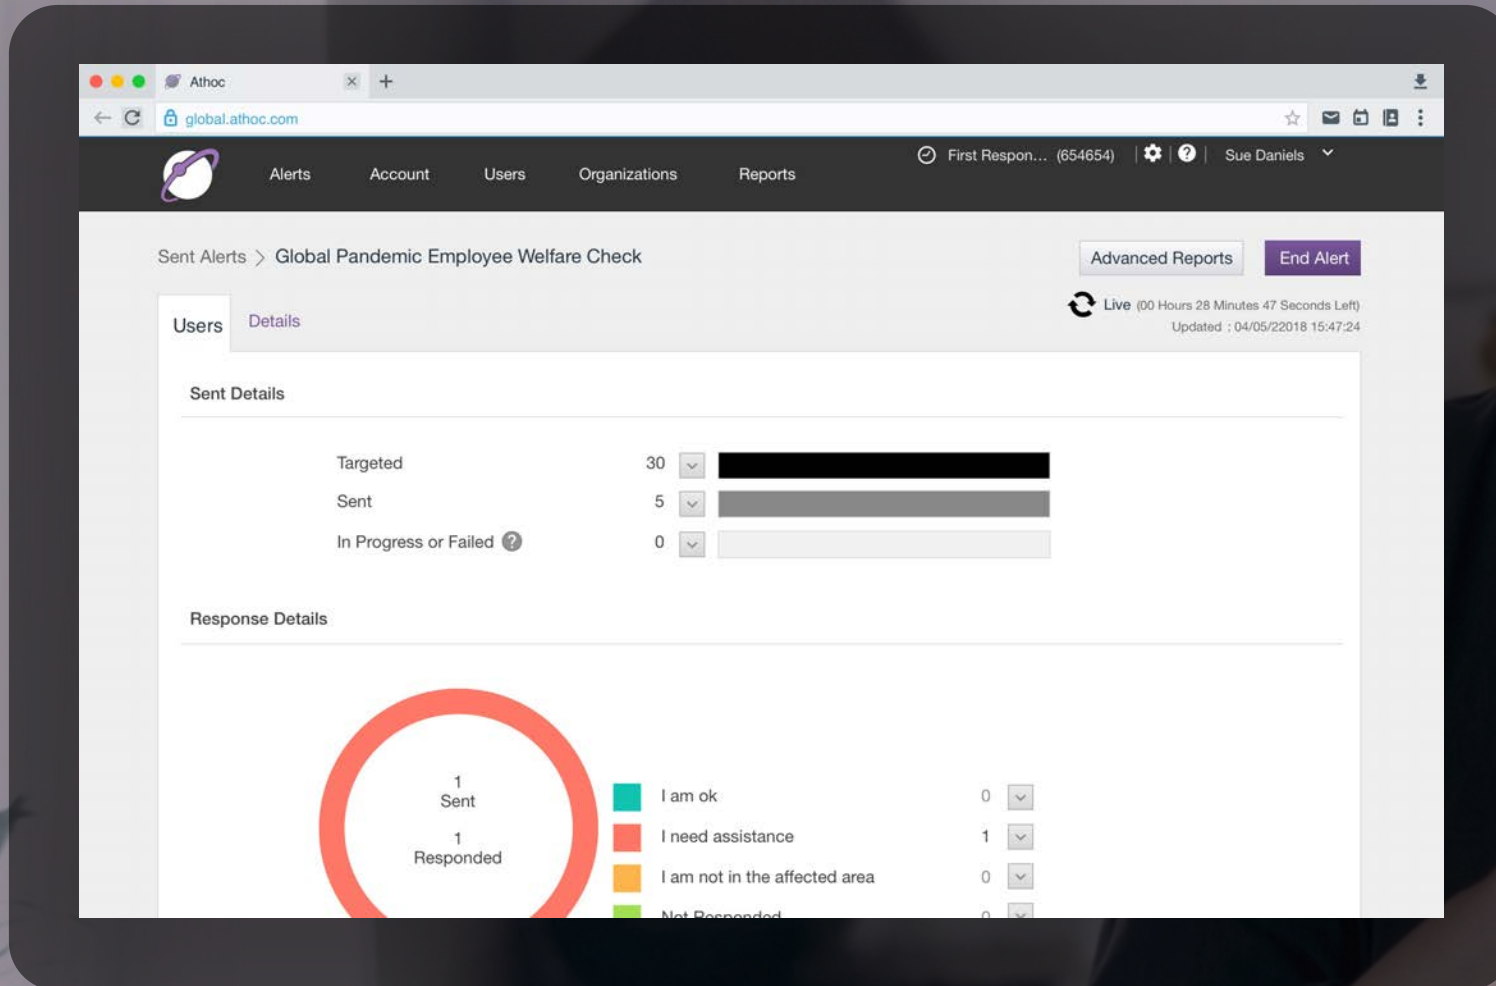 Athoc
global.athoc.com
Alerts Account Users Organizations Reports First Respon... (654654) Sue Daniels
Sent Alerts > Global Pandemic Employee Welfare Check Advanced Reports End Alert
Live (00 Hours 28 Minutes 47 Seconds Left)
Updated : 04/05/22018 15:47:24
Users Details
Sent Details
Targeted 30
Sent 5
In Progress or Failed ? 0
Response Details
1
Sent
1
Responded
I am ok 0
I need assistance 1
I am not in the affected area 0
Not Responded 0